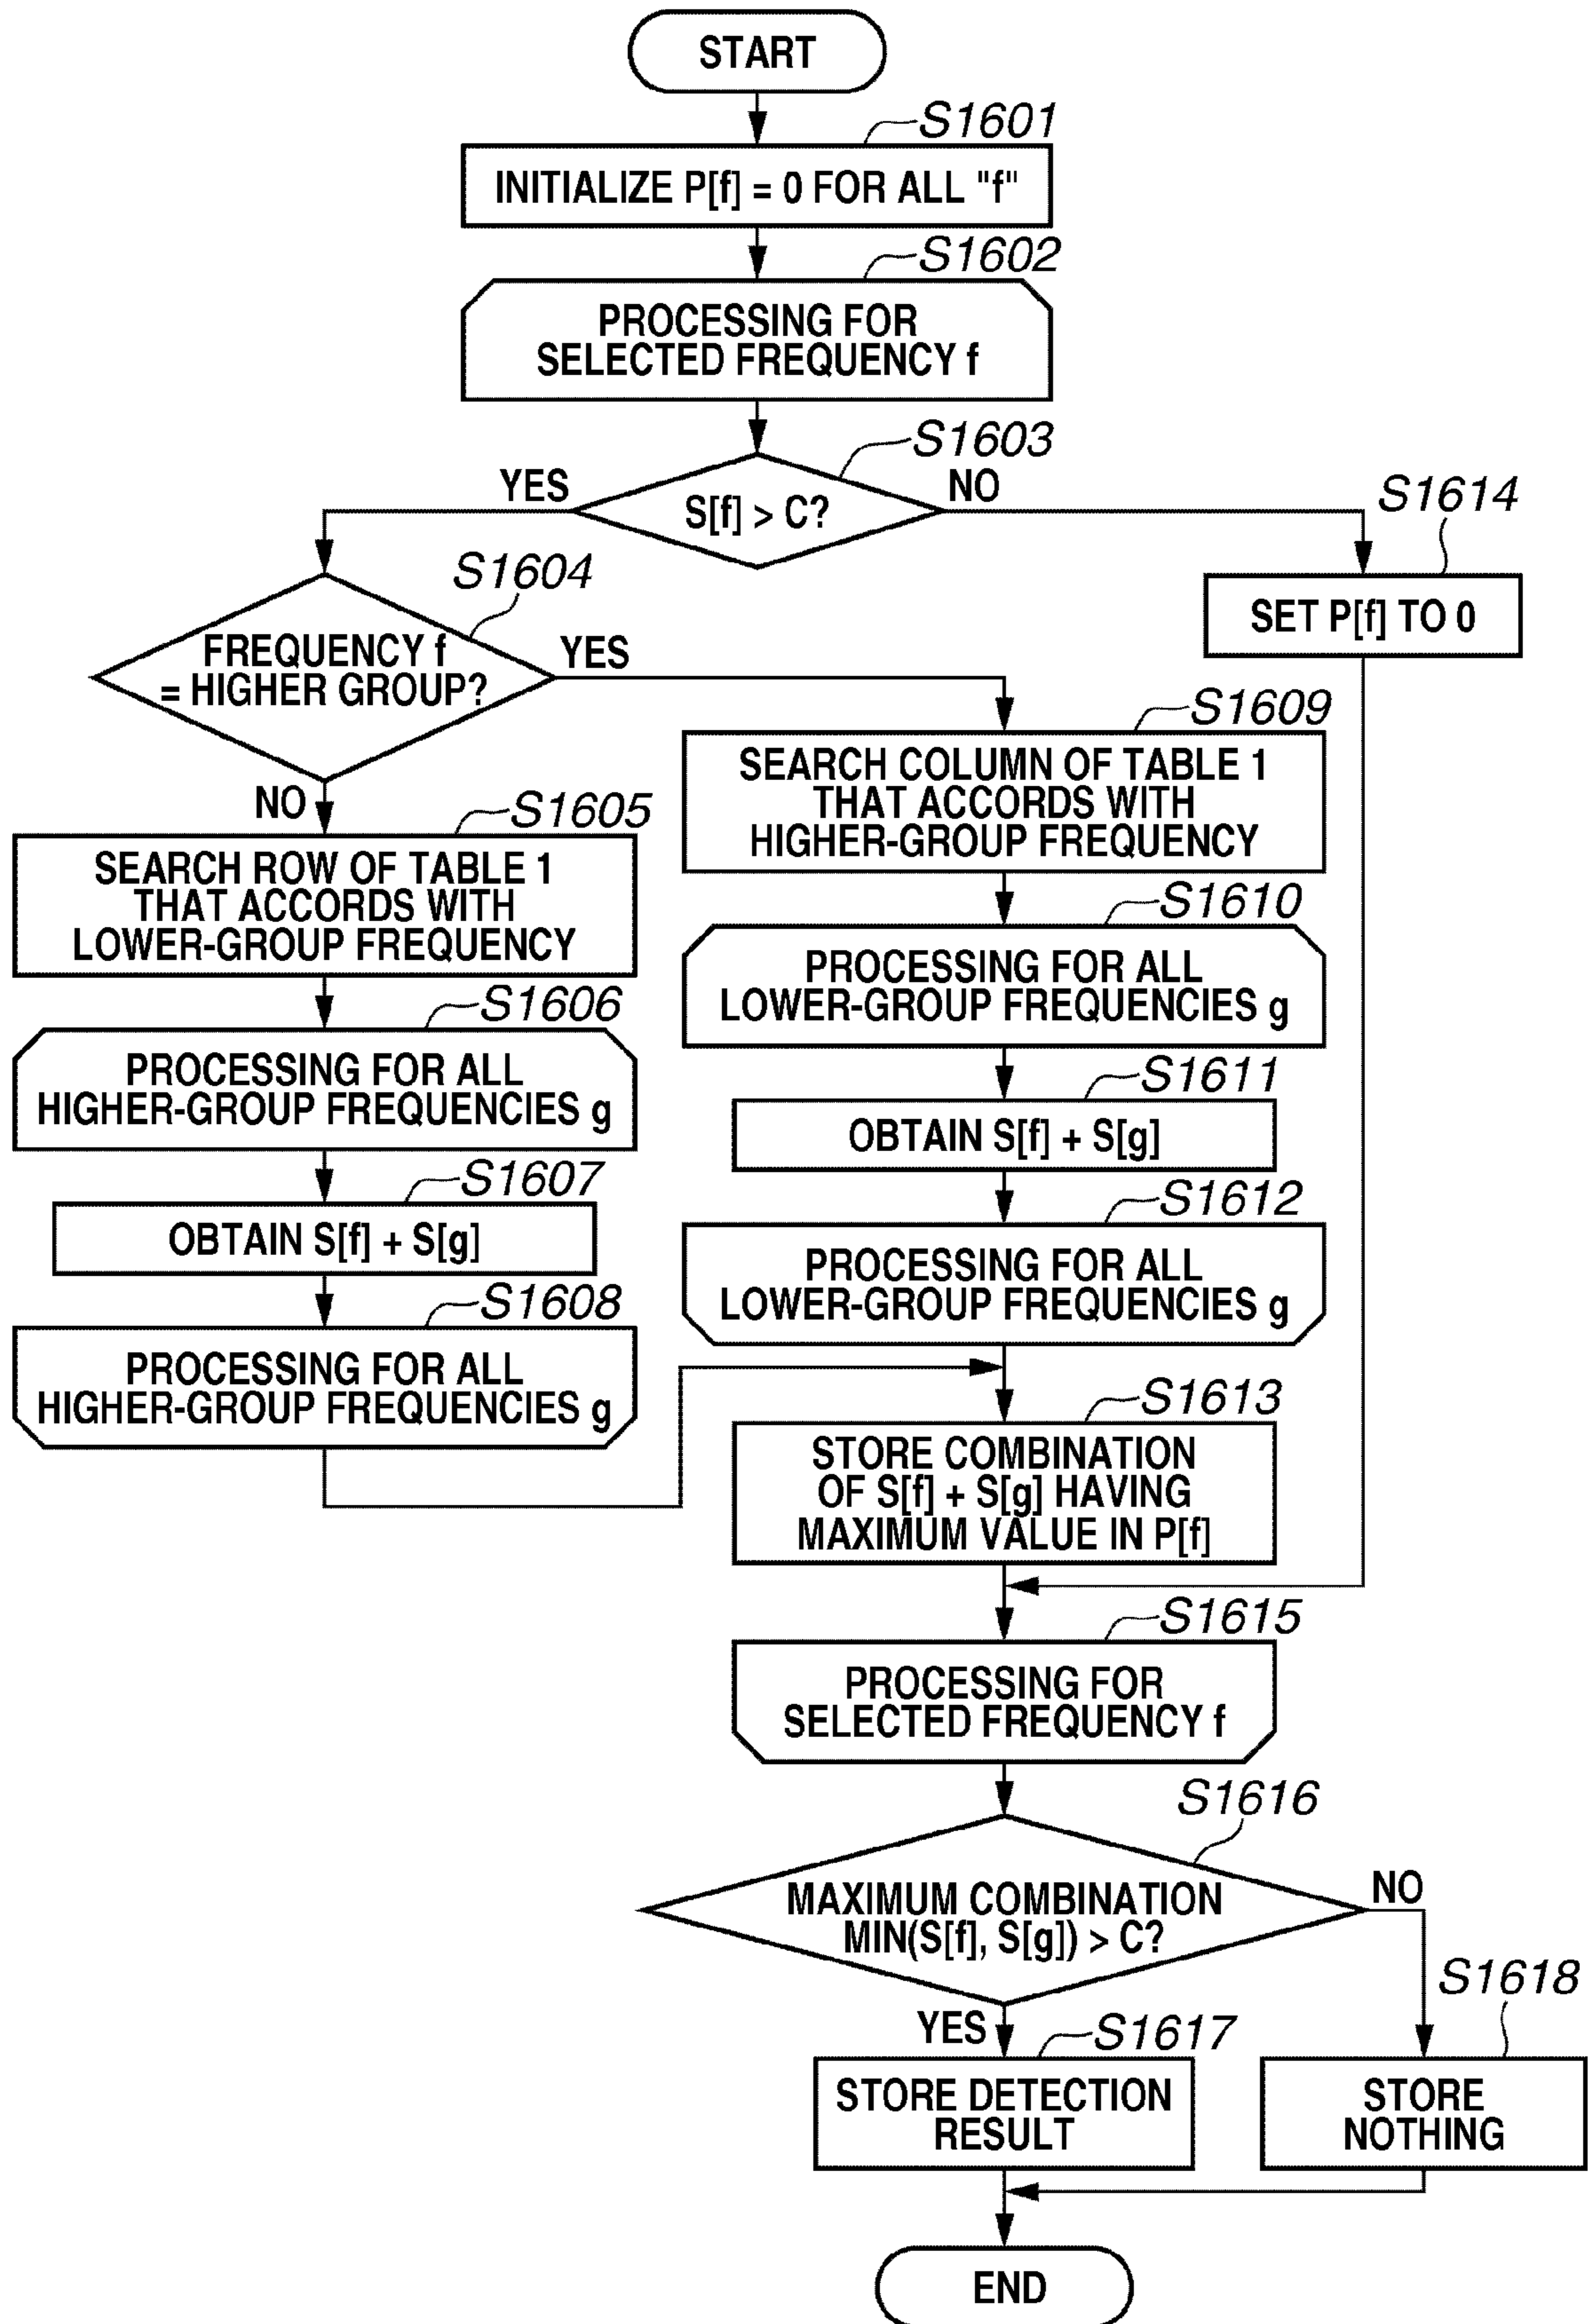 START
S1601
INITIALIZE P[f] = 0 FOR ALL "f"
S1602
PROCESSING FOR
SELECTED FREQUENCY f
S1603
YES
S[f] > C?
NO
S1614
SET P[f] TO 0
S1604
FREQUENCY f
= HIGHER GROUP?
YES
NO
S1605
SEARCH ROW OF TABLE 1
THAT ACCORDS WITH
LOWER-GROUP FREQUENCY
S1606
PROCESSING FOR ALL
HIGHER-GROUP FREQUENCIES g
S1607
OBTAIN S[f] + S[g]
S1608
PROCESSING FOR ALL
HIGHER-GROUP FREQUENCIES g
S1609
SEARCH COLUMN OF TABLE 1
THAT ACCORDS WITH
HIGHER-GROUP FREQUENCY
S1610
PROCESSING FOR ALL
LOWER-GROUP FREQUENCIES g
S1611
OBTAIN S[f] + S[g]
S1612
PROCESSING FOR ALL
LOWER-GROUP FREQUENCIES g
S1613
STORE COMBINATION
OF S[f] + S[g] HAVING
MAXIMUM VALUE IN P[f]
S1615
PROCESSING FOR
SELECTED FREQUENCY f
S1616
MAXIMUM COMBINATION
MIN(S[f], S[g]) > C?
NO
YES
S1617
STORE DETECTION
RESULT
S1618
STORE
NOTHING
END